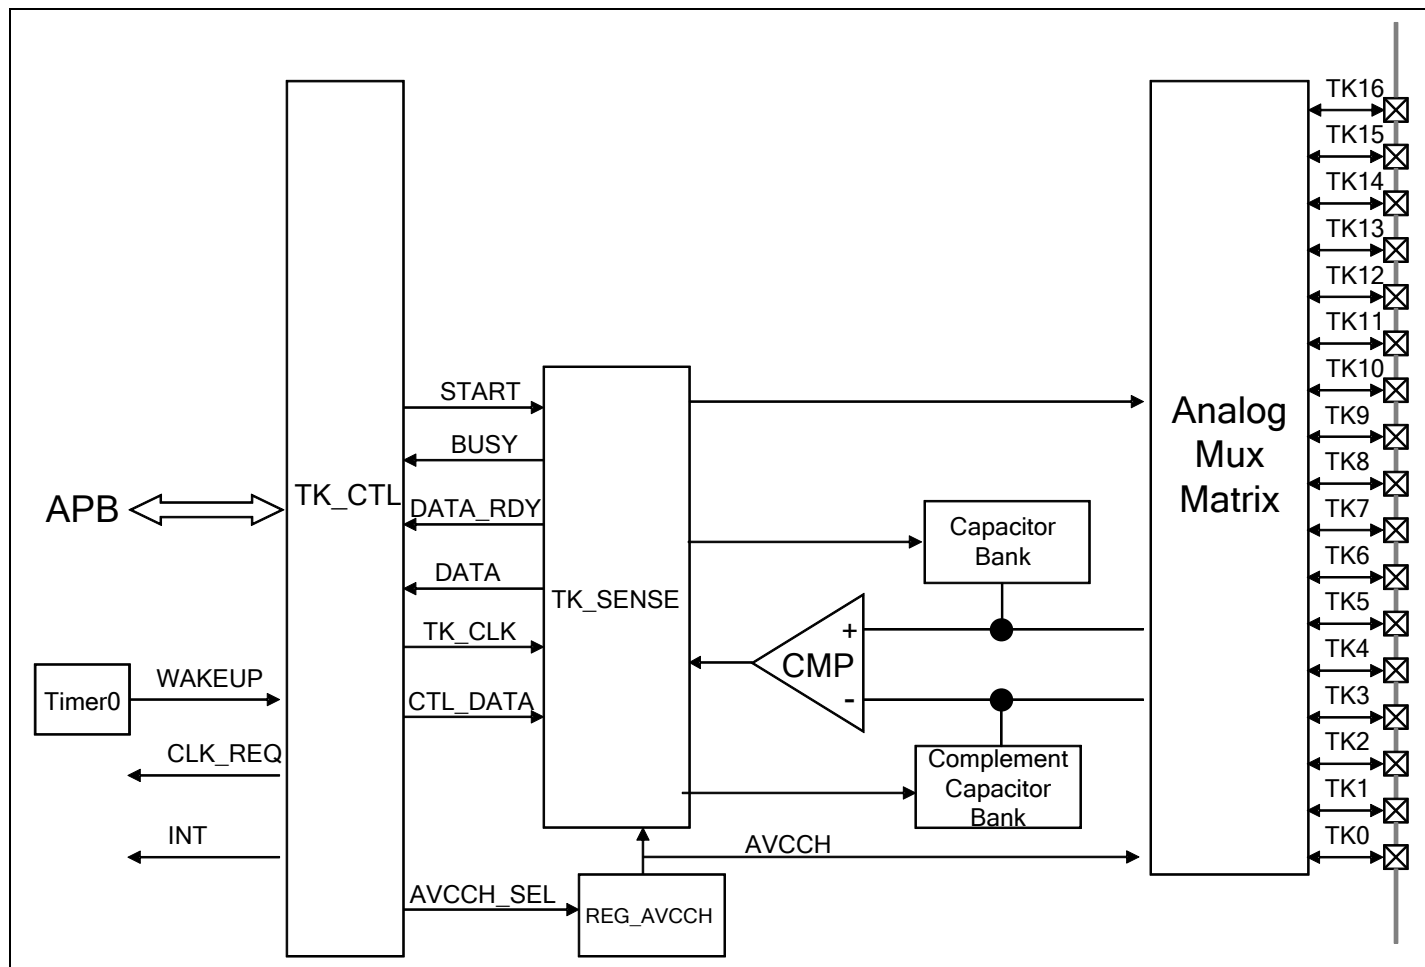 TK16
TK15
TK14
TK13
TK12
TK11
TK10
TK9
TK8
TK7
TK6
TK5
TK4
TK3
TK2
TK1
TK0
Analog
Mux
Matrix
START
BUSY
DATA_RDY
DATA
TK_CLK
CTL_DATA
TK_CTL
APB
TK_SENSE
Capacitor
Bank
+
CMP
-
Complement
Capacitor
Bank
Timer0
WAKEUP
CLK_REQ
INT
AVCCH
AVCCH_SEL
REG_AVCCH